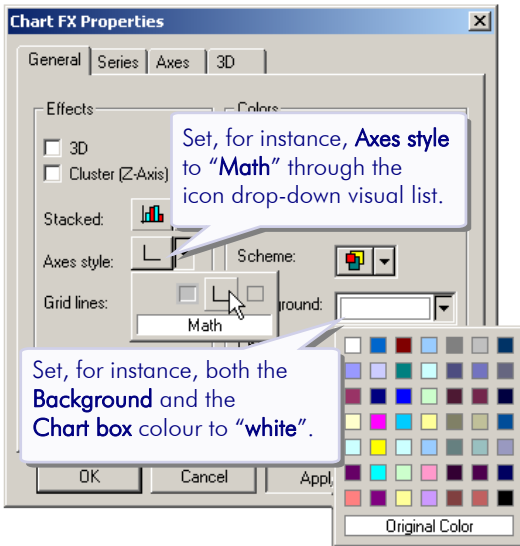 Chart FX Properties
General Series Axes 3D
Effects
Colors
3D
Cluster (Z-Axis)
Set, for instance, Axes style
to “Math” through the
icon drop-down visual list.
Stacked:
Axes style:
Scheme:
Grid lines:
Math
Set, for instance, both the
Background and the
Chart box colour to “white”.
OK Cancel
Original Color